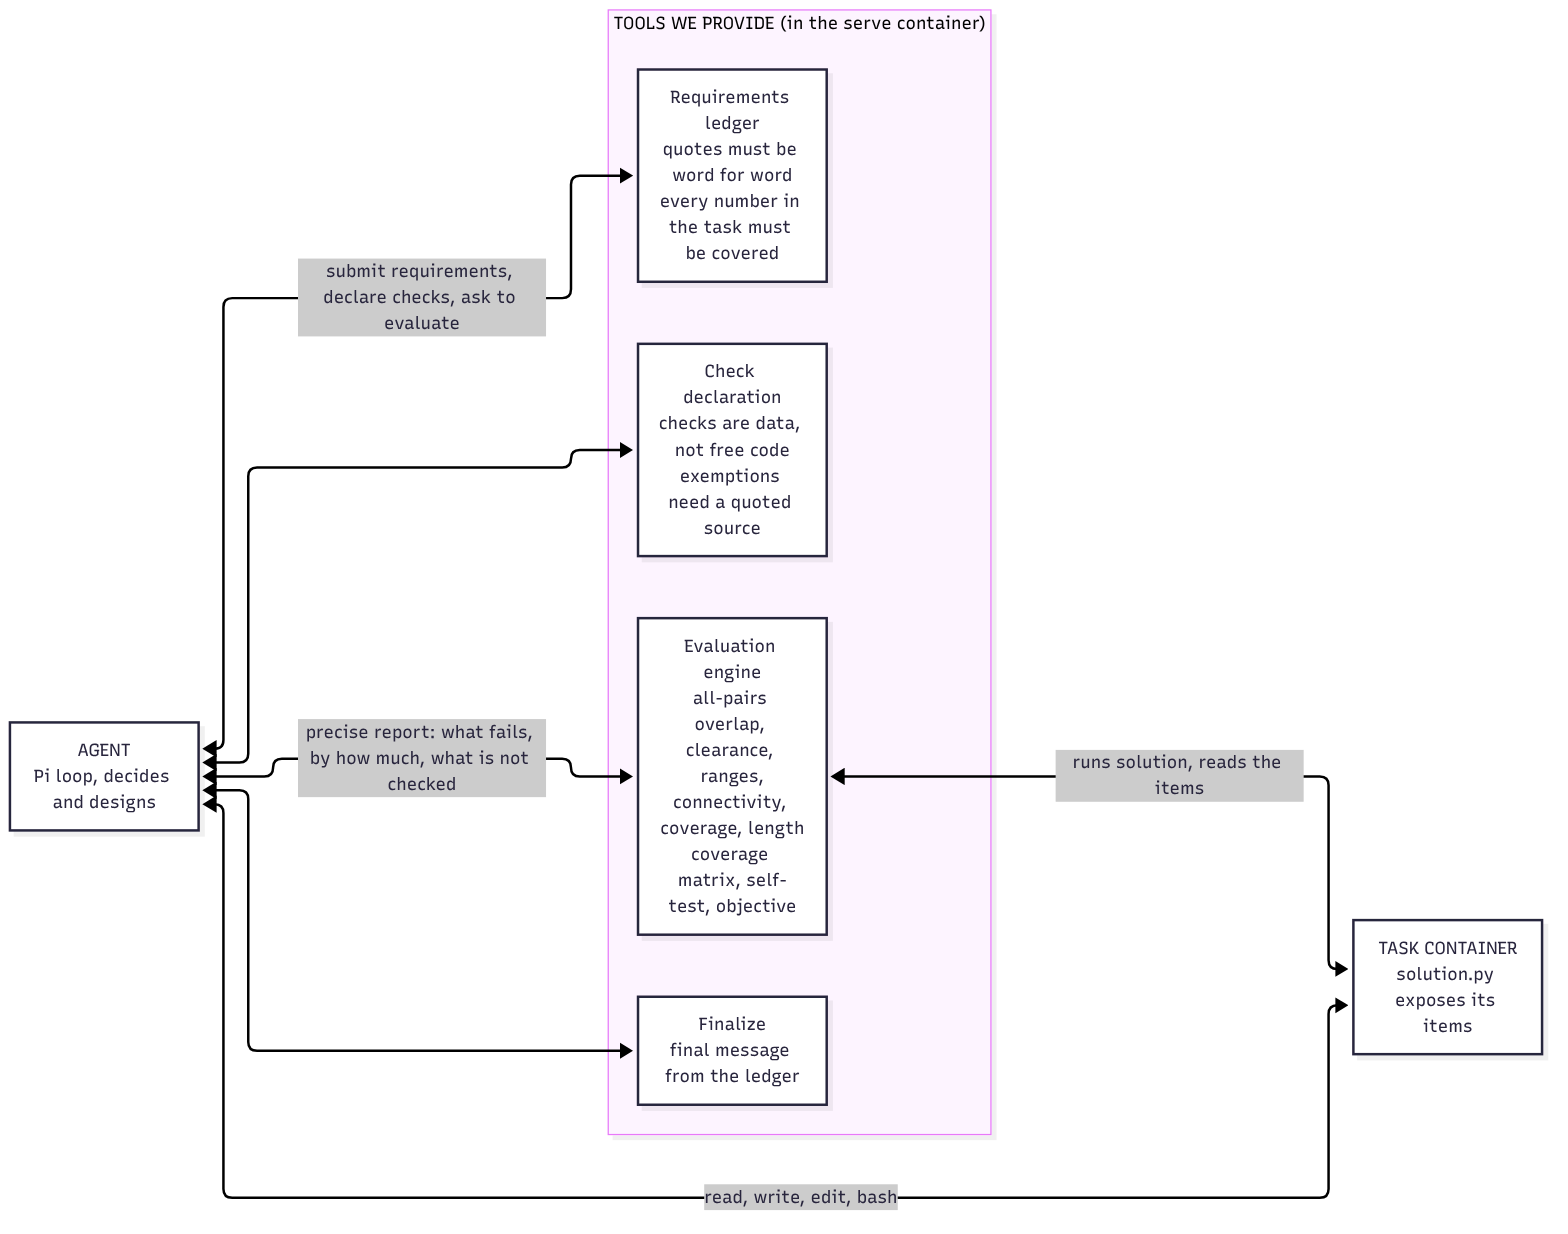 TOOLS WE PROVIDE (in the serve container)
Requirements
ledger
quotes must be
word for word
every number in
the task must
be covered
submit requirements,
declare checks, ask to
evaluate
Check
declaration
checks are data,
not free code
exemptions
need a quoted
source
Evaluation
engine
all-pairs
overlap,
clearance,
ranges,
connectivity,
coverage, length
coverage
matrix, self-
test, objective
AGENT
Pi loop, decides
and designs
precise report: what fails,
by how much, what is not
checked
runs solution, reads the
items
TASK CONTAINER
solution.py
exposes its
items
Finalize
final message
from the ledger
read, write, edit, bash